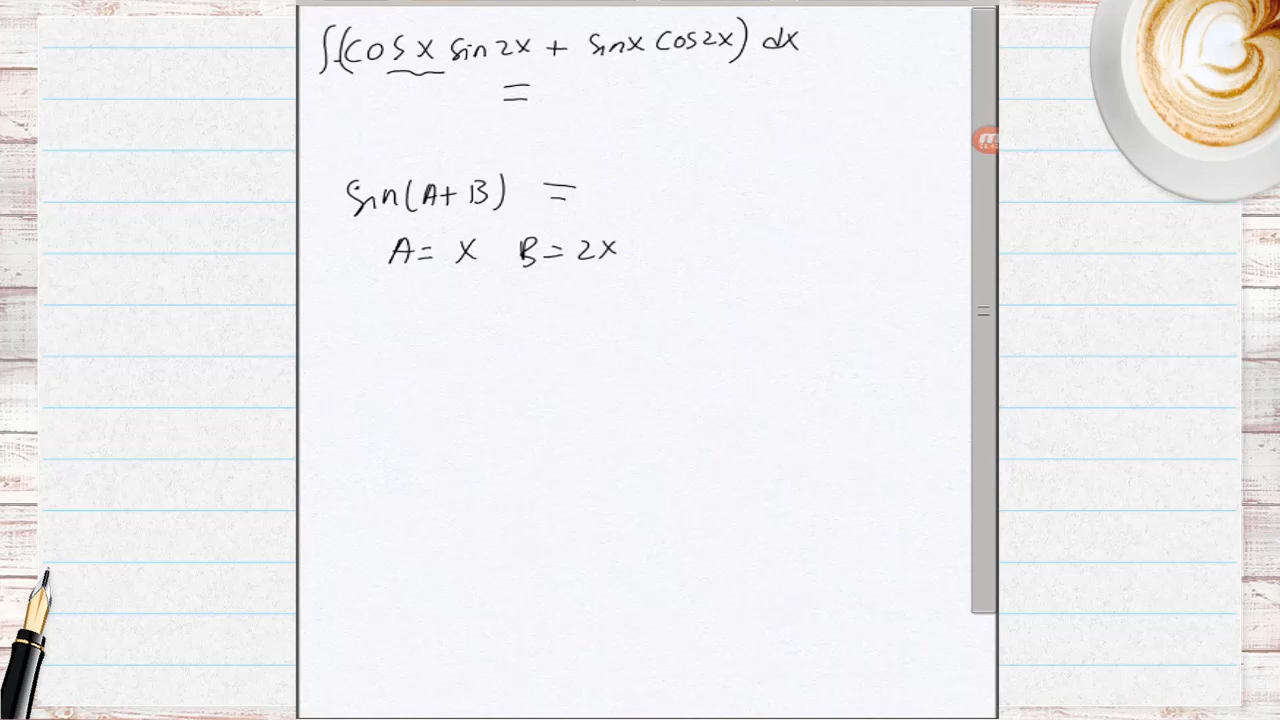 ∫(cos x sin 2x + sin x cos 2x) dx
=
sin(A+B) =
A = x B = 2x